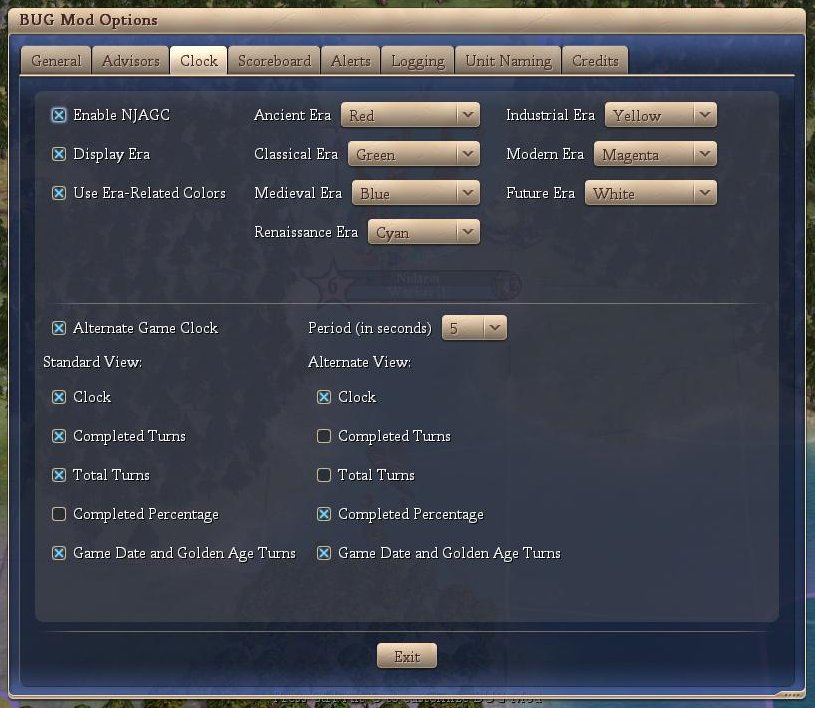 BUG Mod Options
General Advisors Clock Scoreboard Alerts Logging Unit Naming Credits
Enable NJAGC Ancient Era Red Industrial Era Yellow
Display Era Classical Era Green Modern Era Magenta
Use Era-Related Colors Medieval Era Blue Future Era White
Renaissance Era Cyan
6 Nidaros
Alternate Game Clock Period (in seconds) 5
Standard View: Alternate View:
Clock Clock
Completed Turns Completed Turns
Total Turns Total Turns
Completed Percentage Completed Percentage
Game Date and Golden Age Turns Game Date and Golden Age Turns
Exit